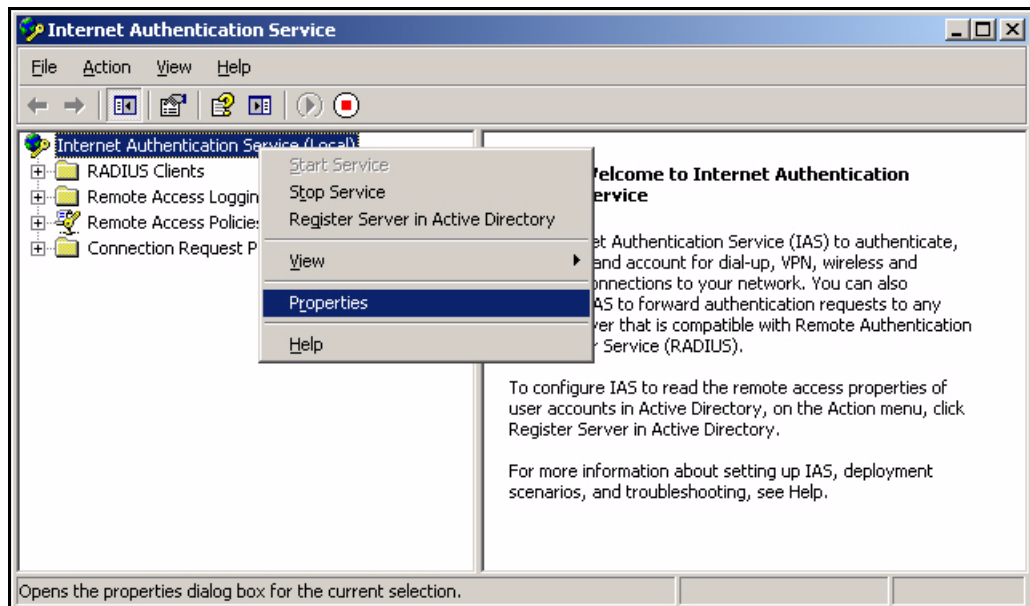 Internet Authentication Service
File Action View Help
Internet Authentication Service (Local)
RADIUS Clients
Remote Access Loggin
Remote Access Policies
Connection Request P
Start Service
Stop Service
Register Server in Active Directory
View
Properties
Help
elcome to Internet Authentication
ervice
et Authentication Service (IAS) to authenticate,
and account for dial-up, VPN, wireless and
onnections to your network. You can also
AS to forward authentication requests to any
ver that is compatible with Remote Authentication
Service (RADIUS).
To configure IAS to read the remote access properties of
user accounts in Active Directory, on the Action menu, click
Register Server in Active Directory.
For more information about setting up IAS, deployment
scenarios, and troubleshooting, see Help.
Opens the properties dialog box for the current selection.